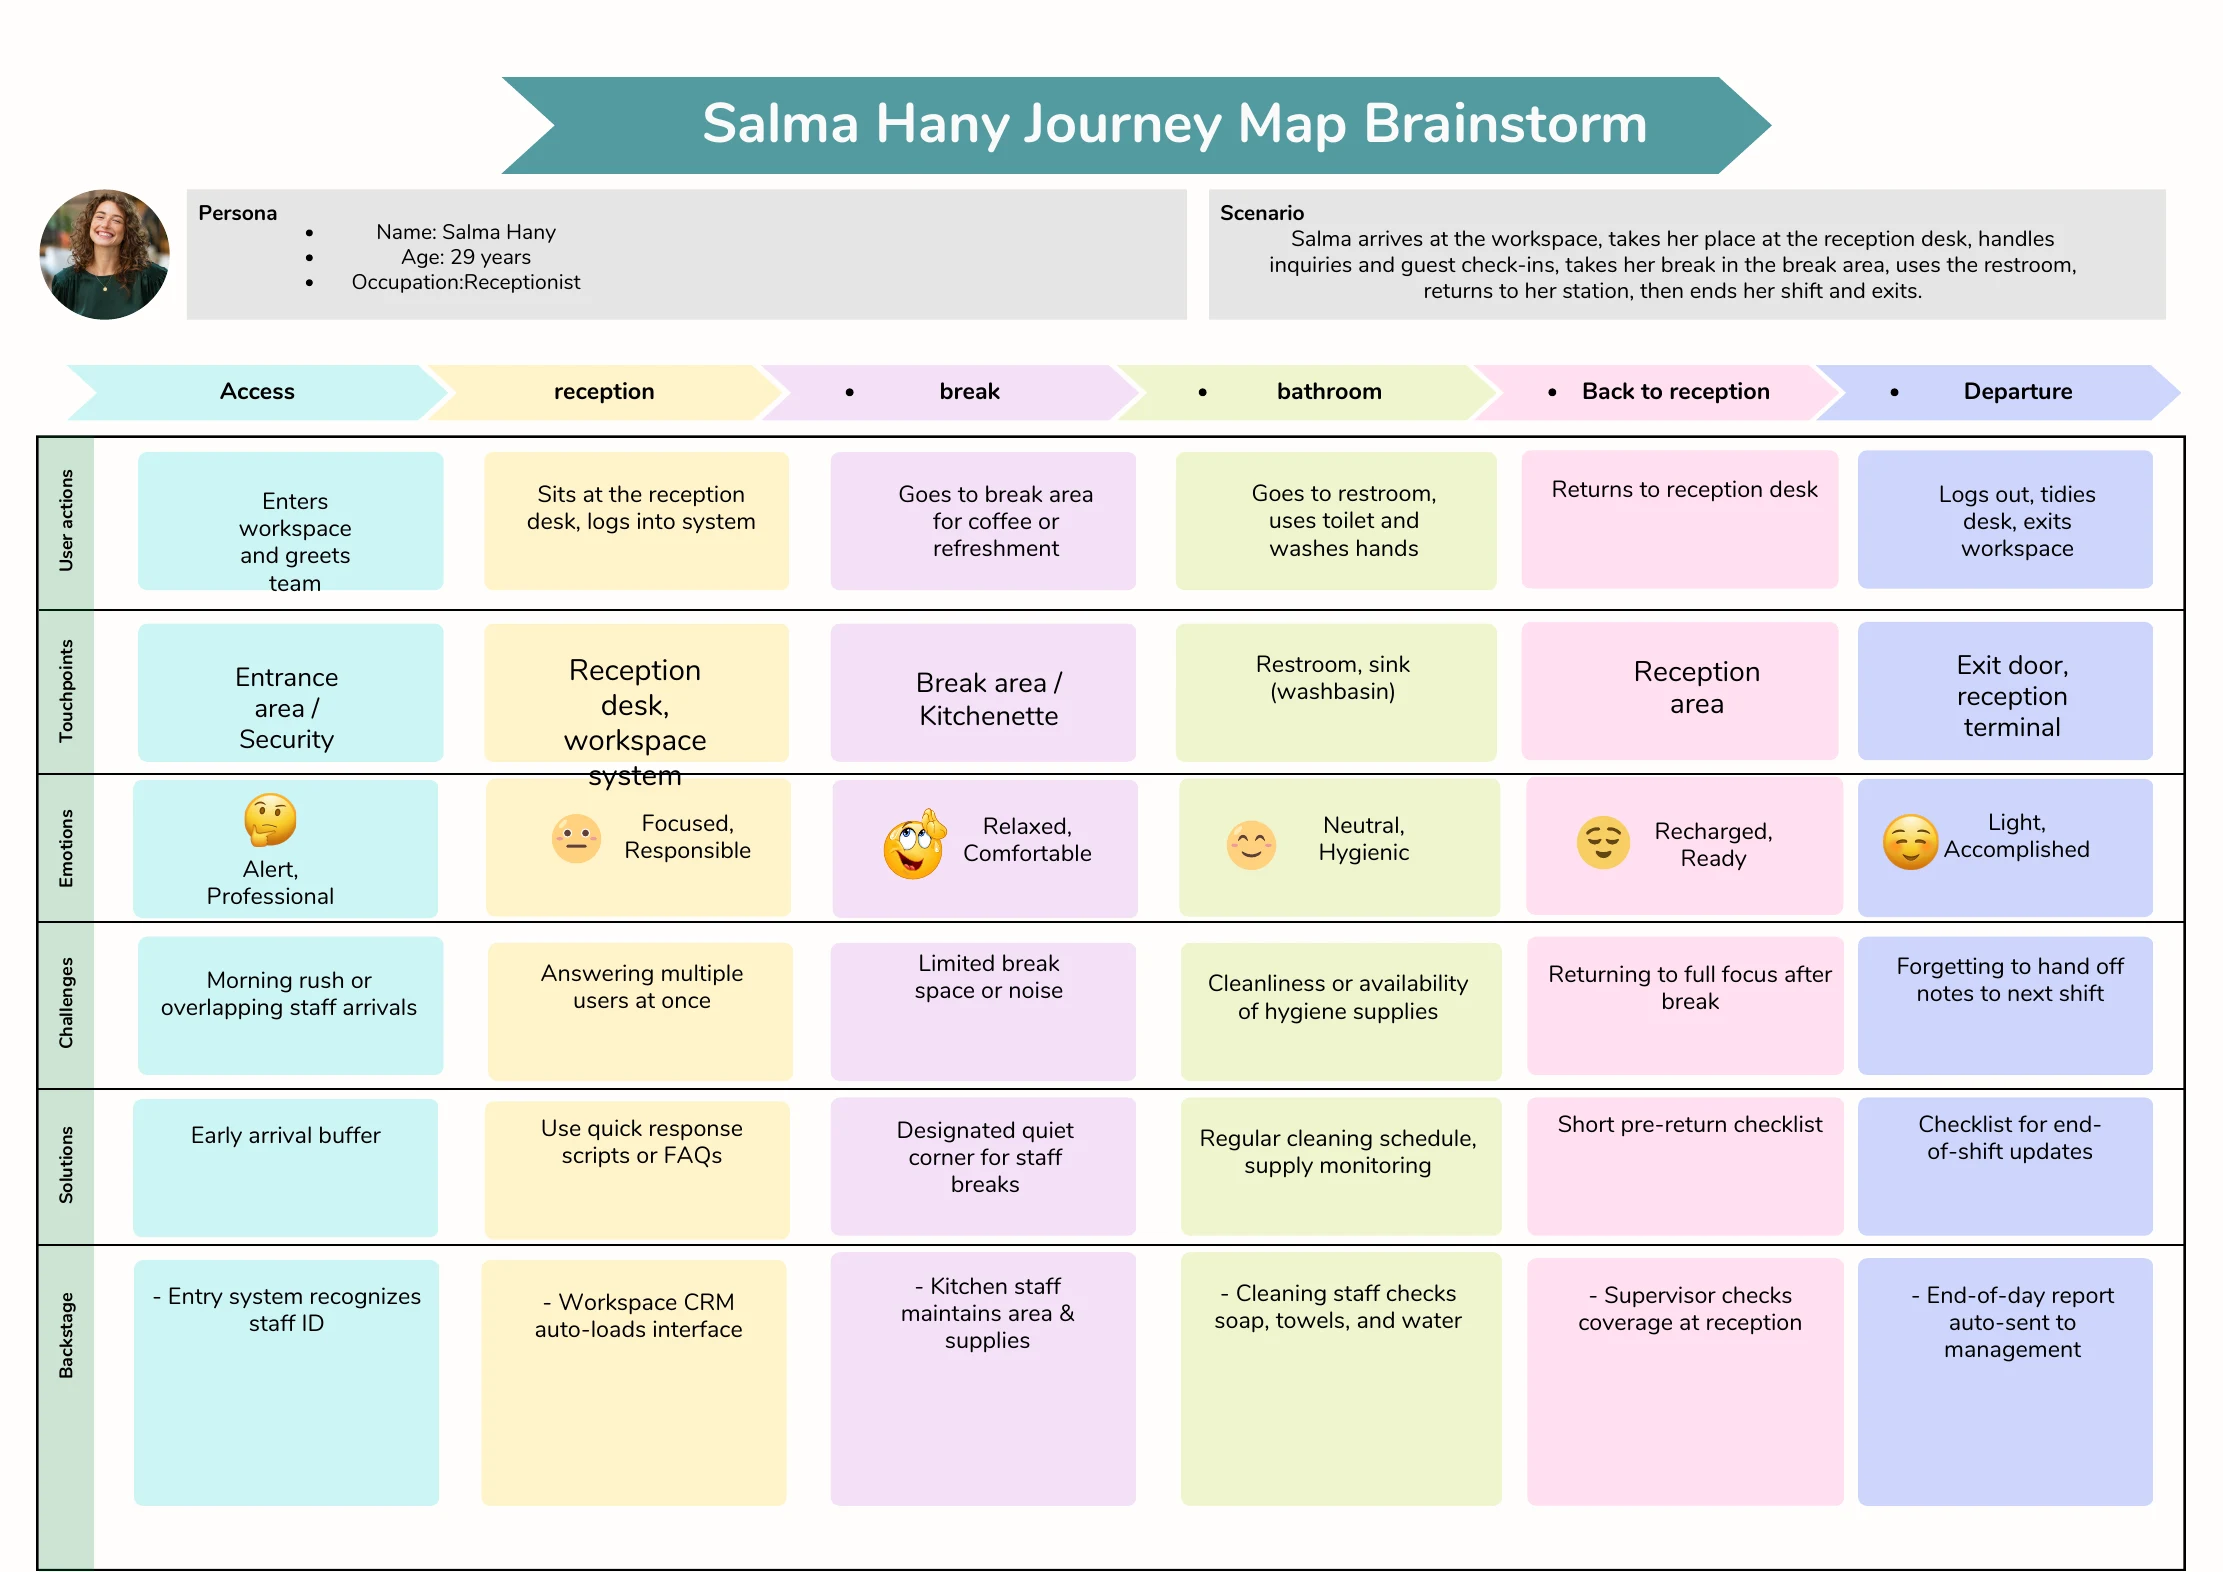 Salma Hany Journey Map Brainstorm
Persona
• Name: Salma Hany
• Age: 29 years
• Occupation:Receptionist
Scenario
Salma arrives at the workspace, takes her place at the reception desk, handles
inquiries and guest check-ins, takes her break in the break area, uses the restroom,
returns to her station, then ends her shift and exits.
Access
reception
• break
• bathroom
• Back to reception
• Departure
User actions
Enters
workspace
and greets
team
Sits at the reception
desk, logs into system
Goes to break area
for coffee or
refreshment
Goes to restroom,
uses toilet and
washes hands
Returns to reception desk
Logs out, tidies
desk, exits
workspace
Touchpoints
Entrance
area /
Security
Reception
desk,
workspace
system
Break area /
Kitchenette
Restroom, sink
(washbasin)
Reception
area
Exit door,
reception
terminal
Emotions
Alert,
Professional
Focused,
Responsible
Relaxed,
Comfortable
Neutral,
Hygienic
Recharged,
Ready
Light,
Accomplished
Challenges
Morning rush or
overlapping staff arrivals
Answering multiple
users at once
Limited break
space or noise
Cleanliness or availability
of hygiene supplies
Returning to full focus after
break
Forgetting to hand off
notes to next shift
Solutions
Early arrival buffer
Use quick response
scripts or FAQs
Designated quiet
corner for staff
breaks
Regular cleaning schedule,
supply monitoring
Short pre-return checklist
Checklist for end-
of-shift updates
Backstage
- Entry system recognizes
staff ID
- Workspace CRM
auto-loads interface
- Kitchen staff
maintains area &
supplies
- Cleaning staff checks
soap, towels, and water
- Supervisor checks
coverage at reception
- End-of-day report
auto-sent to
management